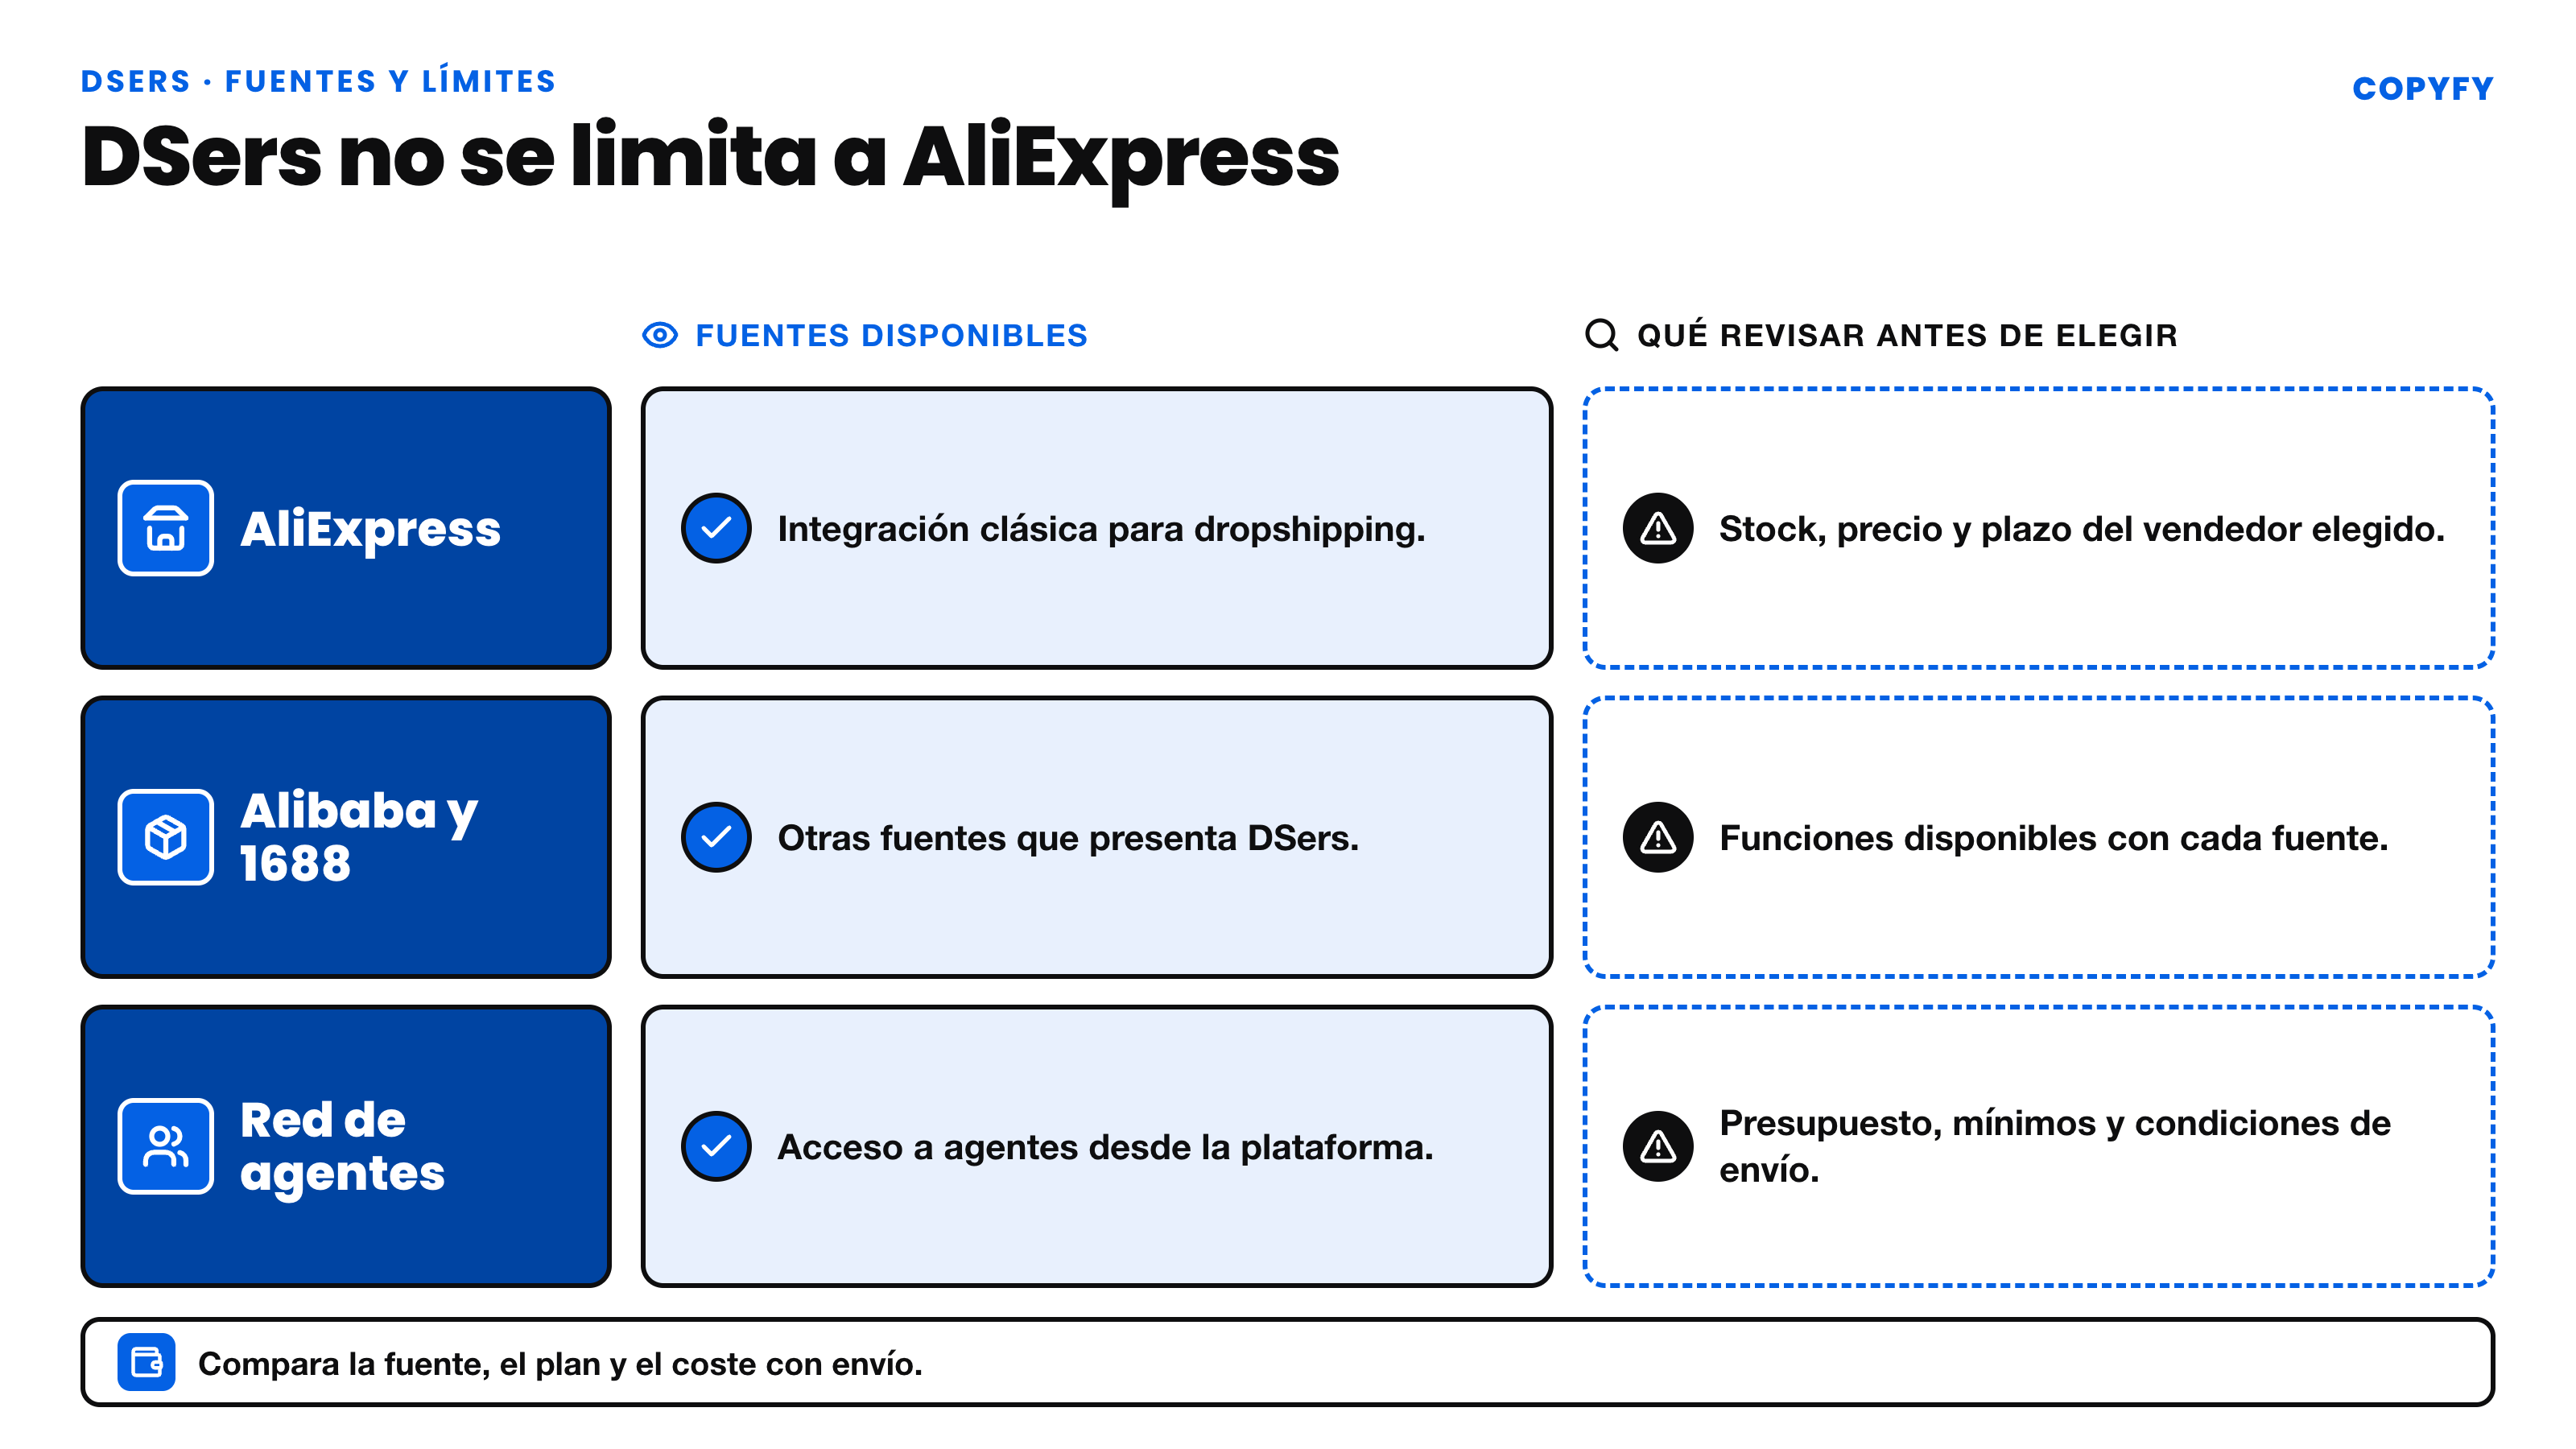 DSERS · FUENTES Y LÍMITES
COPYFY
DSers no se limita a AliExpress
FUENTES DISPONIBLES
QUÉ REVISAR ANTES DE ELEGIR
AliExpress
Integración clásica para dropshipping.
Stock, precio y plazo del vendedor elegido.
Alibaba y
1688
Otras fuentes que presenta DSers.
Funciones disponibles con cada fuente.
Red de
agentes
Acceso a agentes desde la plataforma.
Presupuesto, mínimos y condiciones de
envío.
Compara la fuente, el plan y el coste con envío.